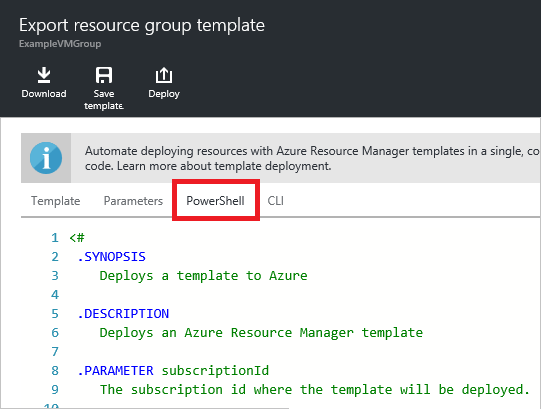 Export resource group template
ExampleVMGroup
Download
Save
template
Deploy
Automate deploying resources with Azure Resource Manager templates in a single, co
code. Learn more about template deployment.
Template Parameters PowerShell CLI
1 <#
2 .SYNOPSIS
3 Deploys a template to Azure
4
5 .DESCRIPTION
6 Deploys an Azure Resource Manager template
7
8 .PARAMETER subscriptionId
9 The subscription id where the template will be deployed.
10